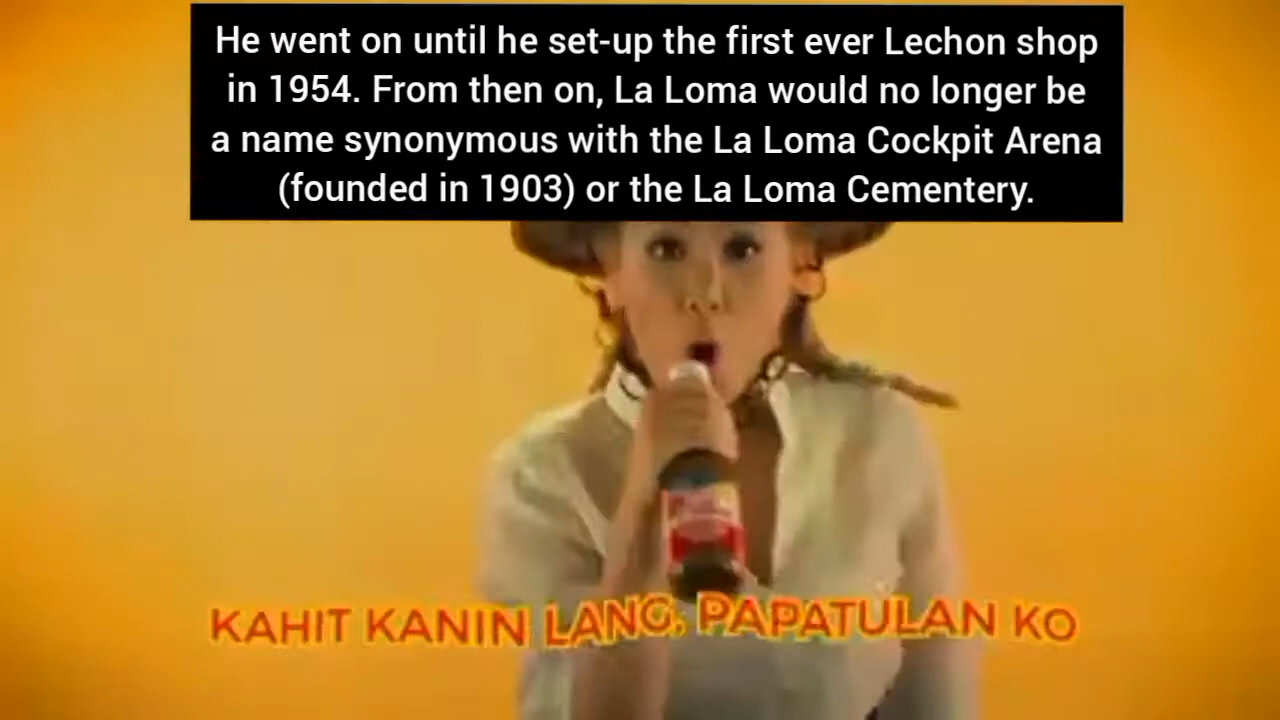 He went on until he set-up the first ever Lechon shop
in 1954. From then on, La Loma would no longer be
a name synonymous with the La Loma Cockpit Arena
(founded in 1903) or the La Loma Cementery.
KAHIT KANIN LANG, PAPATULAN KO